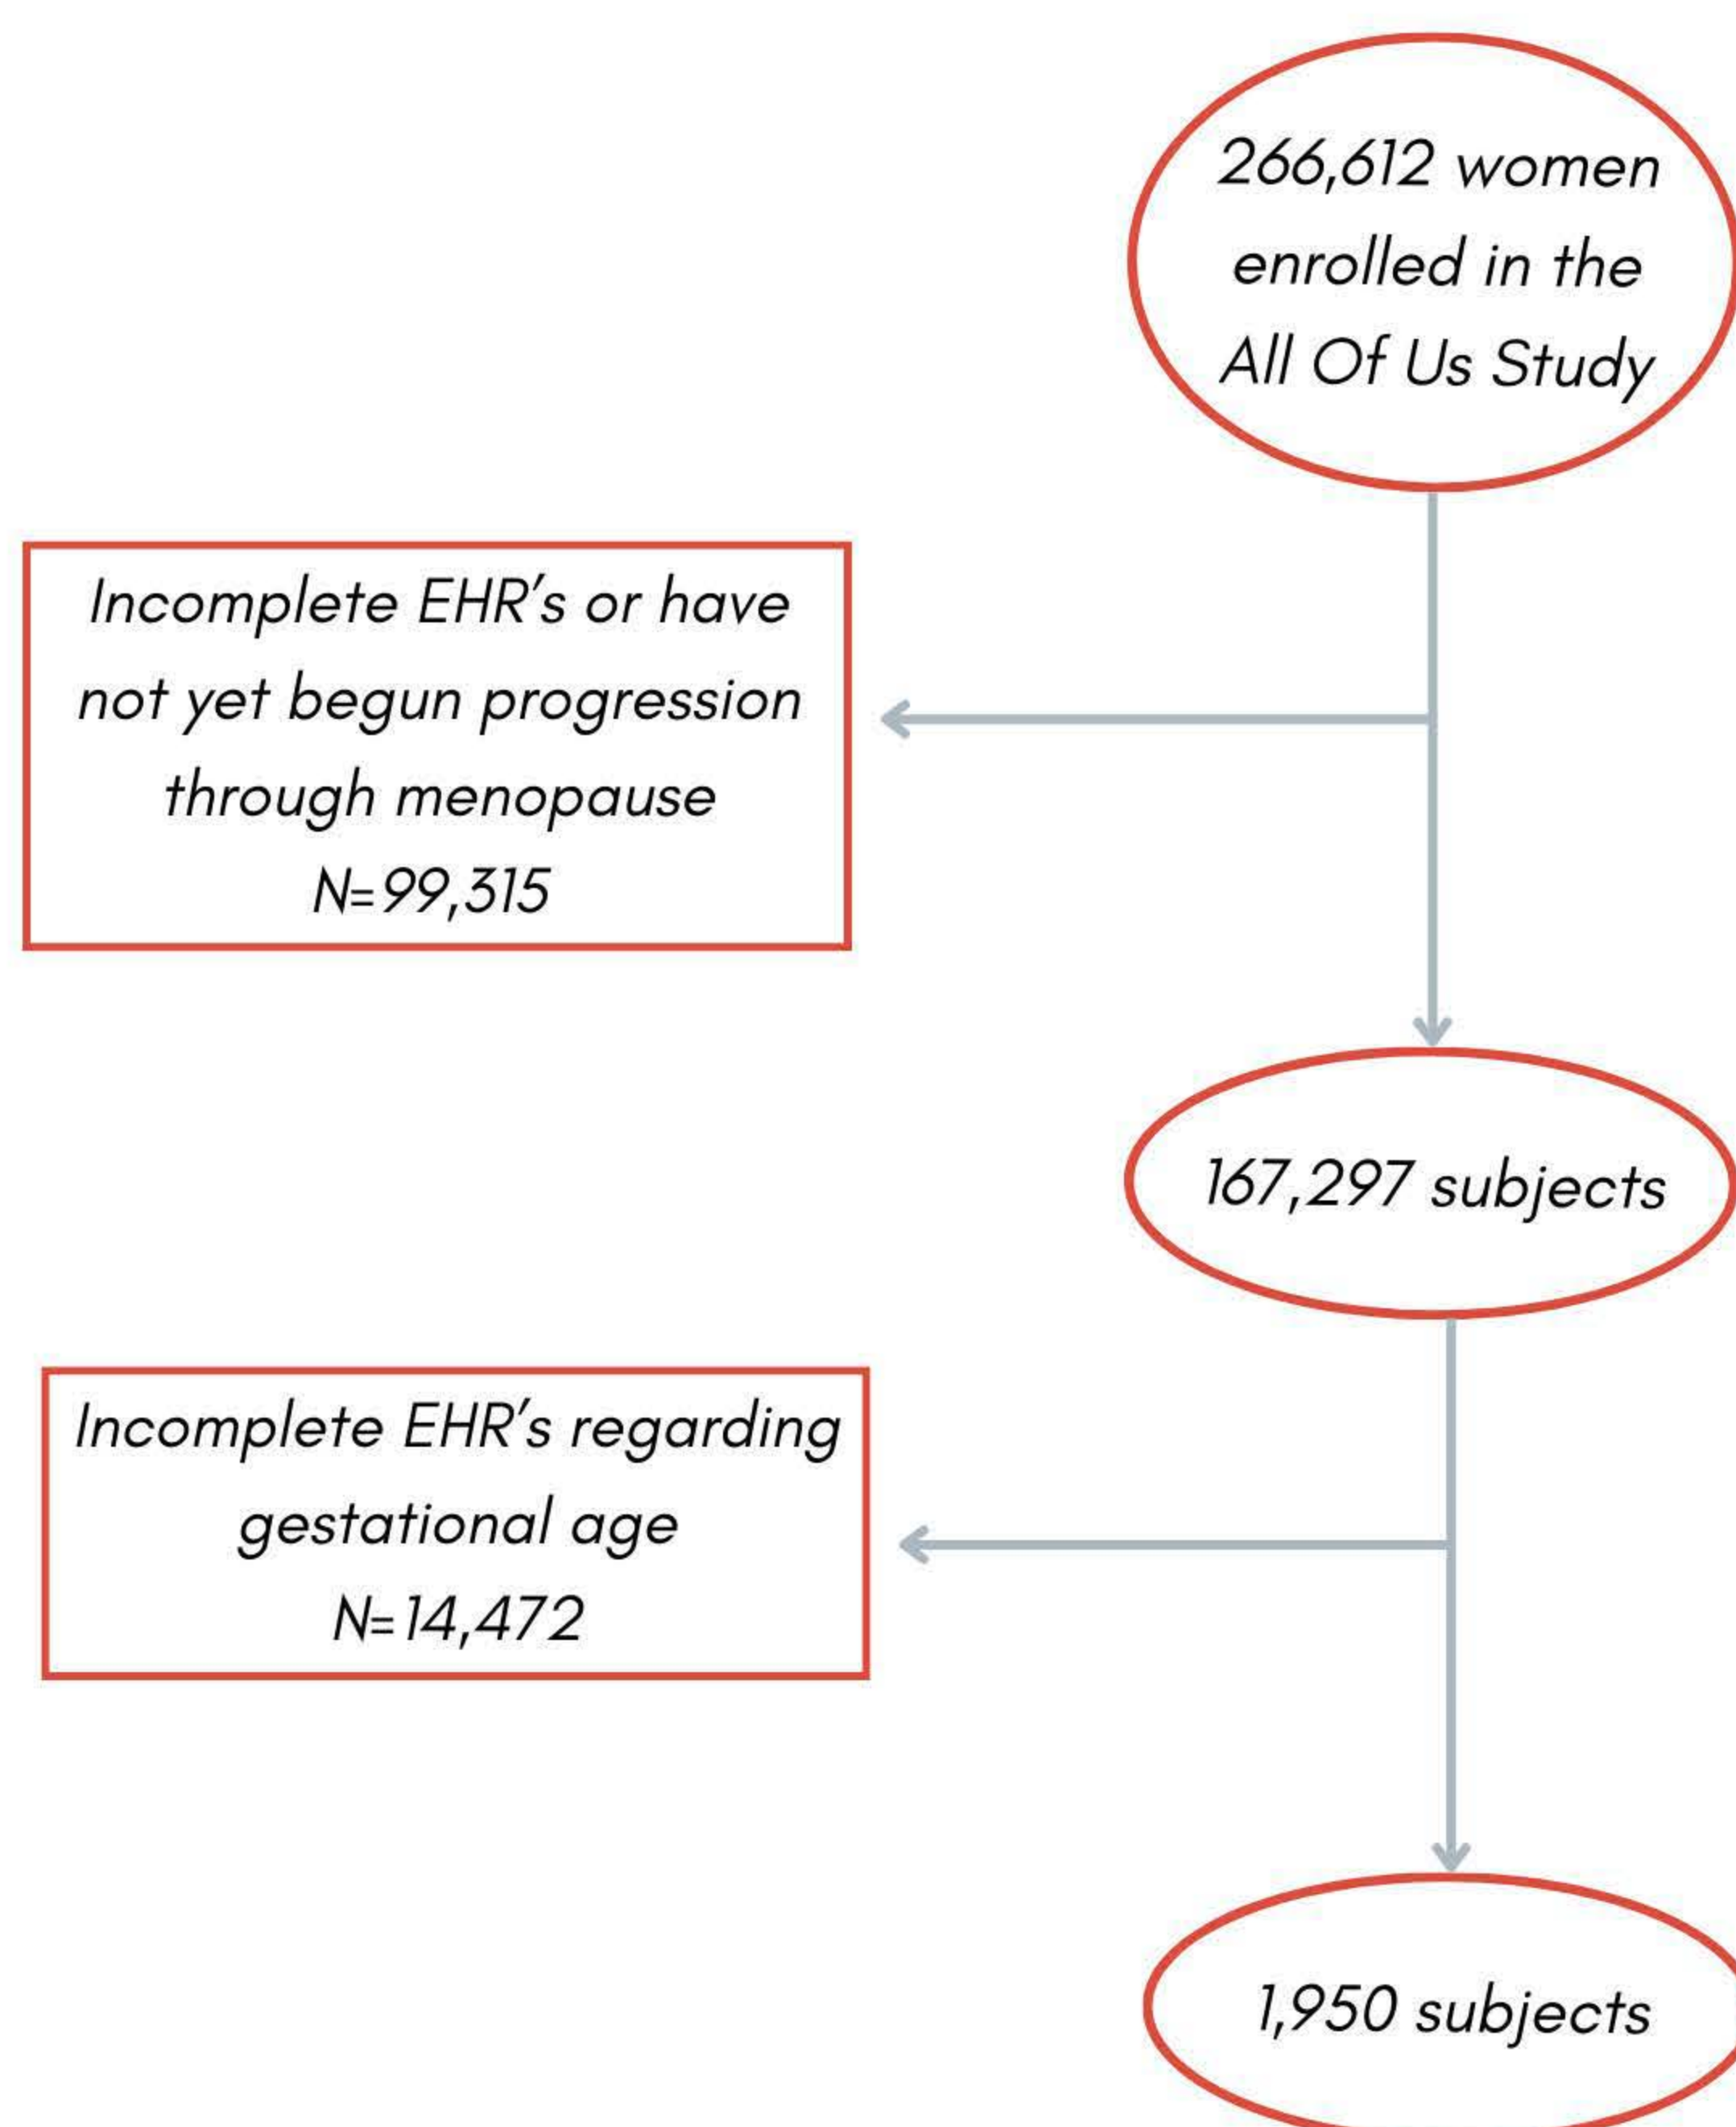 266,612 women
enrolled in the
All Of Us Study
Incomplete EHR's or have
not yet begun progression
through menopause
N=99,315
167,297 subjects
Incomplete EHR's regarding
gestational age
N=14,472
1,950 subjects